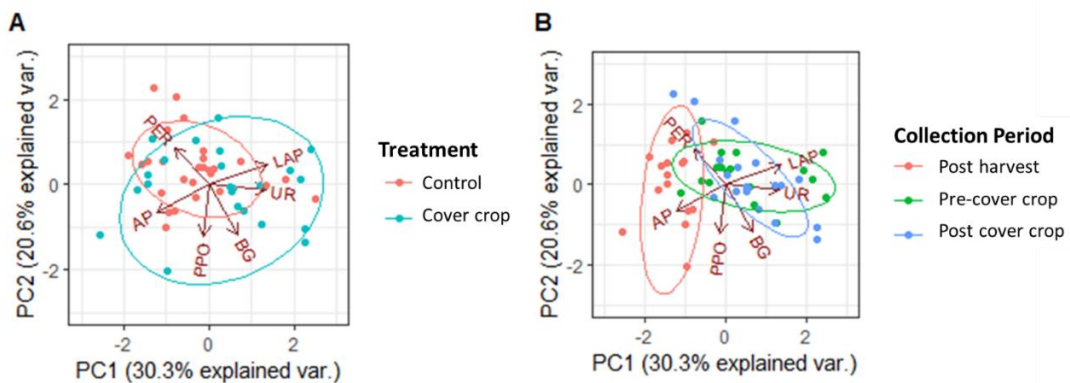 A
PC2 (20.6% explained var.)
2
0
-2
PER
LAP
UR
AP
PPO
BG
-2
0
2
PC1 (30.3% explained var.)
Treatment
Control
Cover crop
B
PC2 (20.6% explained var.)
2
0
-2
PER
LAP
UR
AP
PPO
BG
-2
0
2
PC1 (30.3% explained var.)
Collection Period
Post harvest
Pre-cover crop
Post cover crop